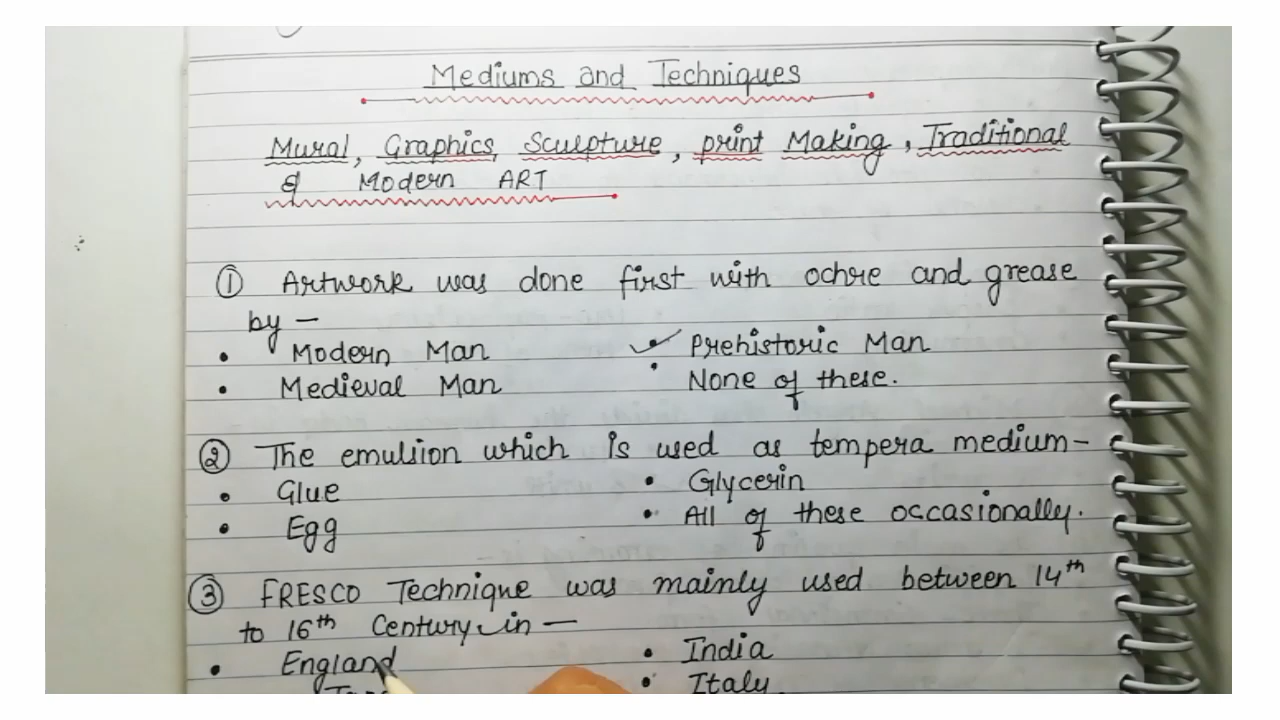 Mediums and Techniques
Mural, Graphics, Sculpture, print Making, Traditional
& Modern ART
① Artwork was done first with ochre and grease
by –
• Modern Man • Prehistoric Man
• Medieval Man • None of these.
② The emulsion which is used as tempera medium–
• Glue • Glycerin
• Egg • All of these occasionally.
③ FRESCO Technique was mainly used between 14th
to 16th Century in –
• England • India
• Italy